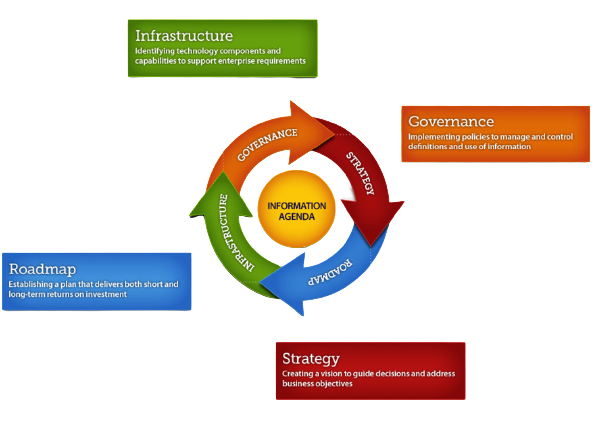 Infrastructure
Identifying technology components and
capabilities to support enterprise requirements
Governance
Implementing policies to manage and control
definitions and use of information
GOVERNANCE
STRATEGY
INFORMATION
AGENDA
INFRASTRUCTURE
ROADMAP
Roadmap
Establishing a plan that delivers both short and
long-term returns on investment
Strategy
Creating a vision to guide decisions and address
business objectives